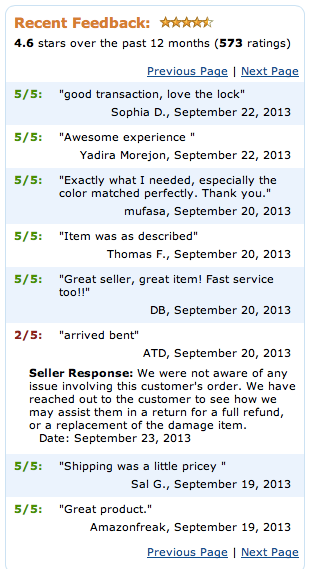 Recent Feedback:
4.6 stars over the past 12 months (573 ratings)
Previous Page | Next Page
5/5: "good transaction, love the lock"
Sophia D., September 22, 2013
5/5: "Awesome experience "
Yadira Morejon, September 22, 2013
5/5: "Exactly what I needed, especially the
color matched perfectly. Thank you."
mufasa, September 20, 2013
5/5: "Item was as described"
Thomas F., September 20, 2013
5/5: "Great seller, great item! Fast service
too!!"
DB, September 20, 2013
2/5: "arrived bent"
ATD, September 20, 2013
Seller Response: We were not aware of any
issue involving this customer's order. We have
reached out to the customer to see how we
may assist them in a return for a full refund,
or a replacement of the damage item.
Date: September 23, 2013
5/5: "Shipping was a little pricey "
Sal G., September 19, 2013
5/5: "Great product."
Amazonfreak, September 19, 2013
Previous Page | Next Page